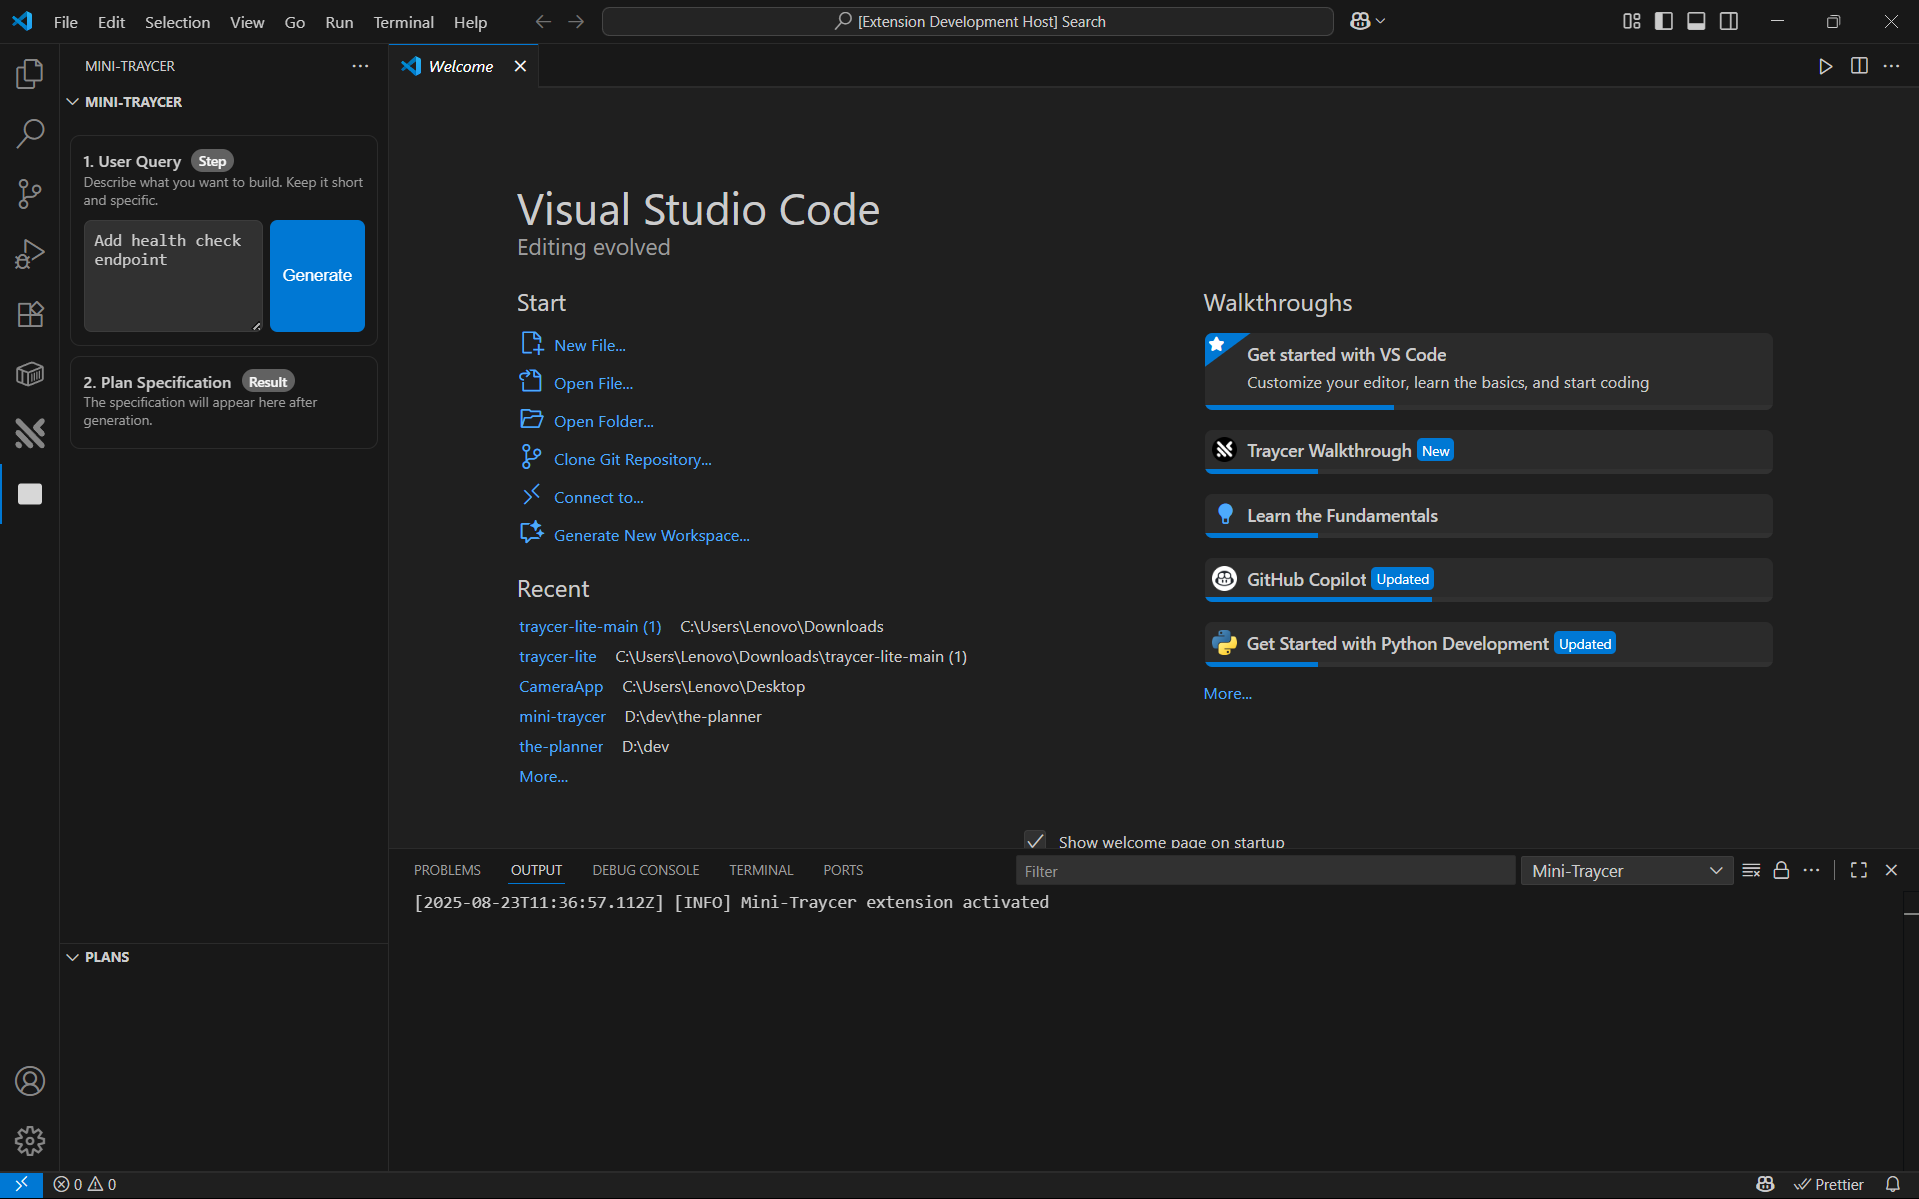 File Edit Selection View Go Run Terminal Help
[Extension Development Host] Search
MINI-TRAYCER
Welcome
MINI-TRAYCER
1. User Query Step
Describe what you want to build. Keep it short
and specific.
Add health check
endpoint
Generate
2. Plan Specification Result
The specification will appear here after
generation.
PLANS
Visual Studio Code
Editing evolved
Start
New File...
Open File...
Open Folder...
Clone Git Repository...
Connect to...
Generate New Workspace...
Recent
traycer-lite-main (1) C:\Users\Lenovo\Downloads
traycer-lite C:\Users\Lenovo\Downloads\traycer-lite-main (1)
CameraApp C:\Users\Lenovo\Desktop
mini-traycer D:\dev\the-planner
the-planner D:\dev
More...
Walkthroughs
Get started with VS Code
Customize your editor, learn the basics, and start coding
Traycer Walkthrough New
Learn the Fundamentals
GitHub Copilot Updated
Get Started with Python Development Updated
More...
Show welcome page on startup
PROBLEMS OUTPUT DEBUG CONSOLE TERMINAL PORTS
Filter
Mini-Traycer
[2025-08-23T11:36:57.112Z] [INFO] Mini-Traycer extension activated
0 0
Prettier